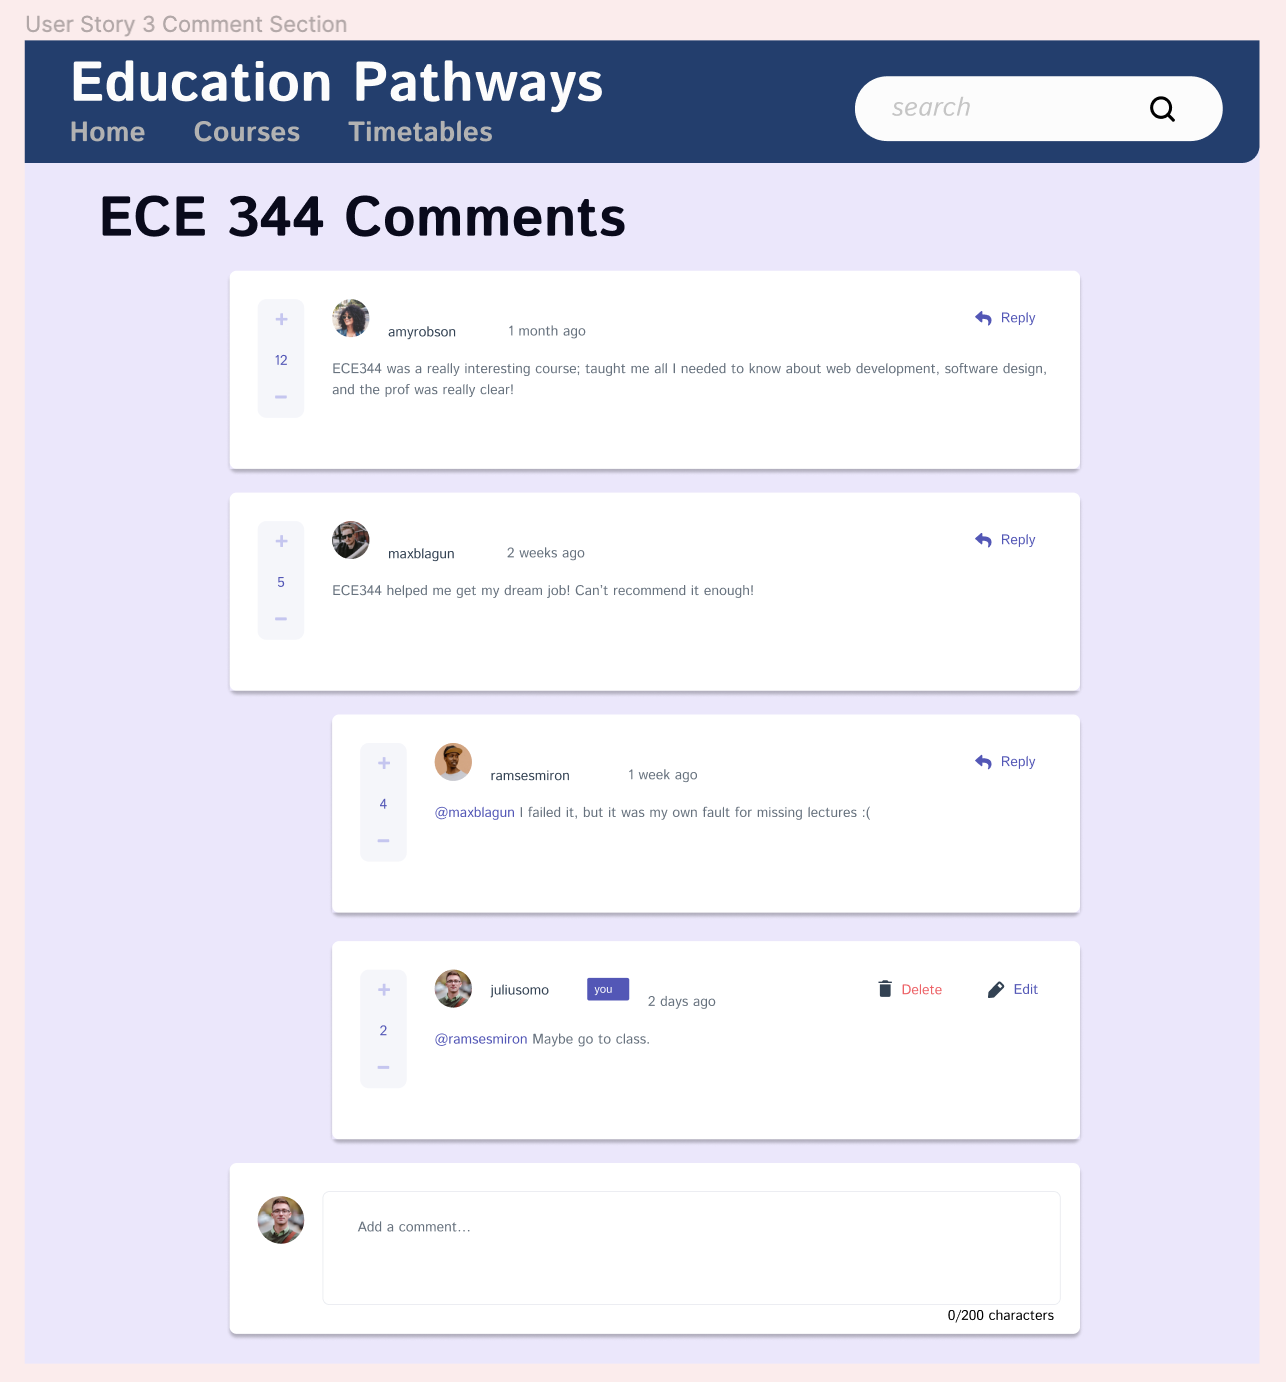 User Story 3 Comment Section
Education Pathways
Home Courses Timetables
search
ECE 344 Comments
+
12
−
amyrobson 1 month ago
Reply
ECE344 was a really interesting course; taught me all I needed to know about web development, software design,
and the prof was really clear!
+
5
−
maxblagun 2 weeks ago
Reply
ECE344 helped me get my dream job! Can't recommend it enough!
+
4
−
ramsesmiron 1 week ago
Reply
@maxblagun I failed it, but it was my own fault for missing lectures :(
+
2
−
juliusomo you 2 days ago
Delete Edit
@ramsesmiron Maybe go to class.
Add a comment...
0/200 characters